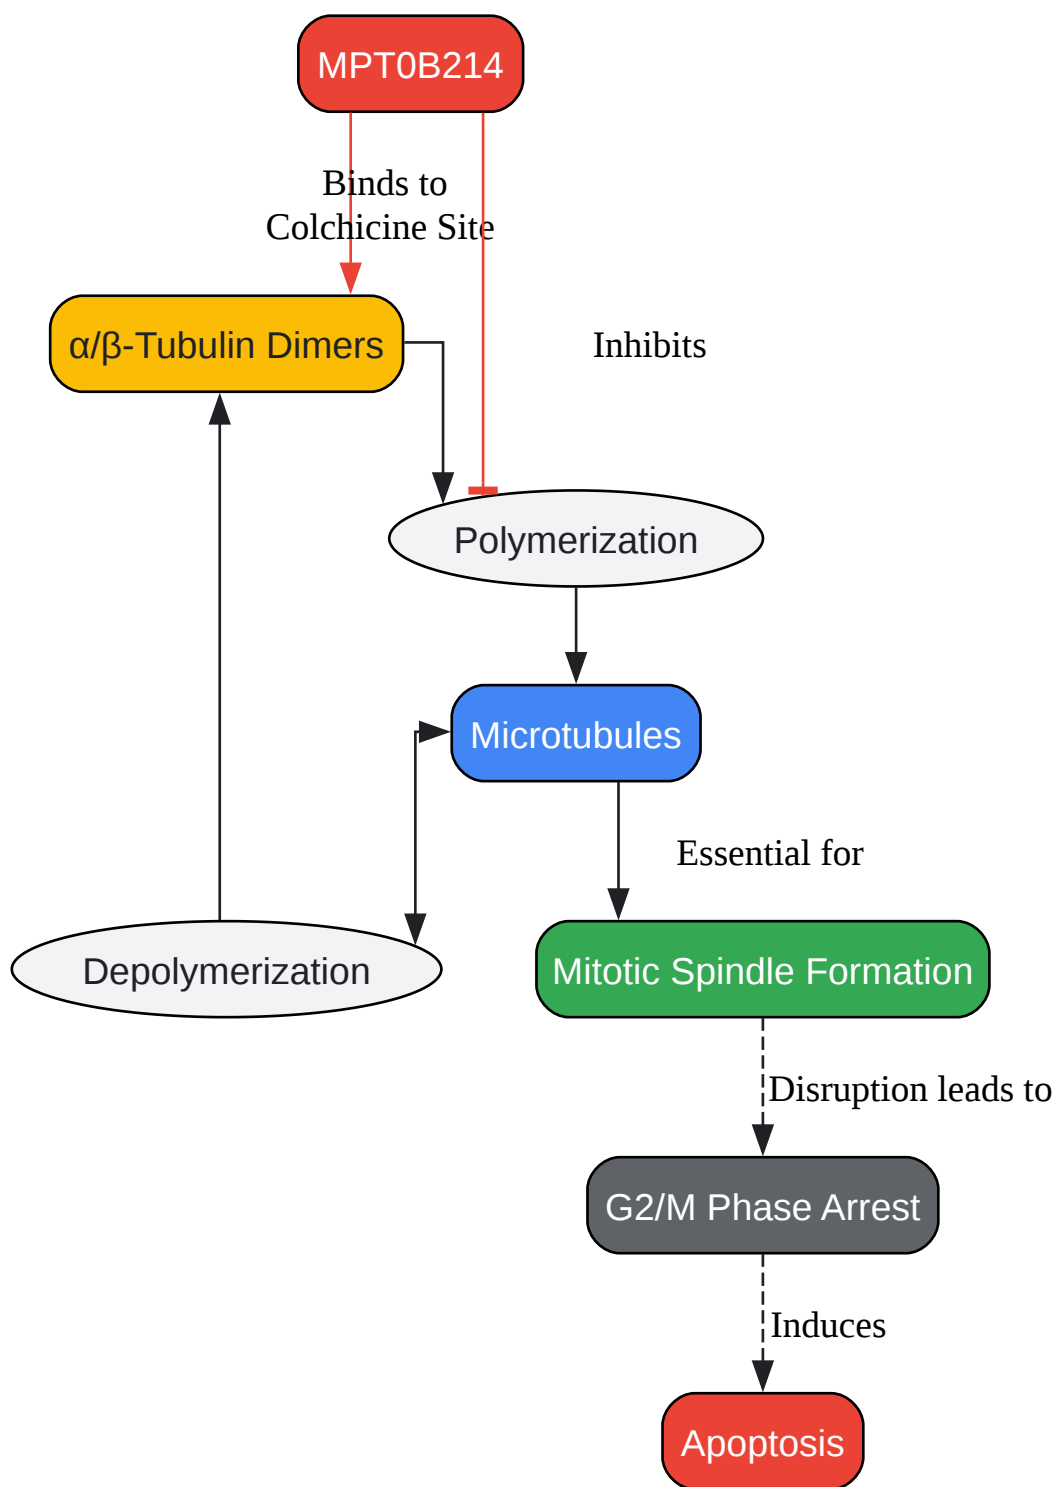 MPT0B214
Binds to
Colchicine Site
α/β-Tubulin Dimers
Inhibits
Polymerization
Microtubules
Essential for
Depolymerization
Mitotic Spindle Formation
Disruption leads to
G2/M Phase Arrest
Induces
Apoptosis